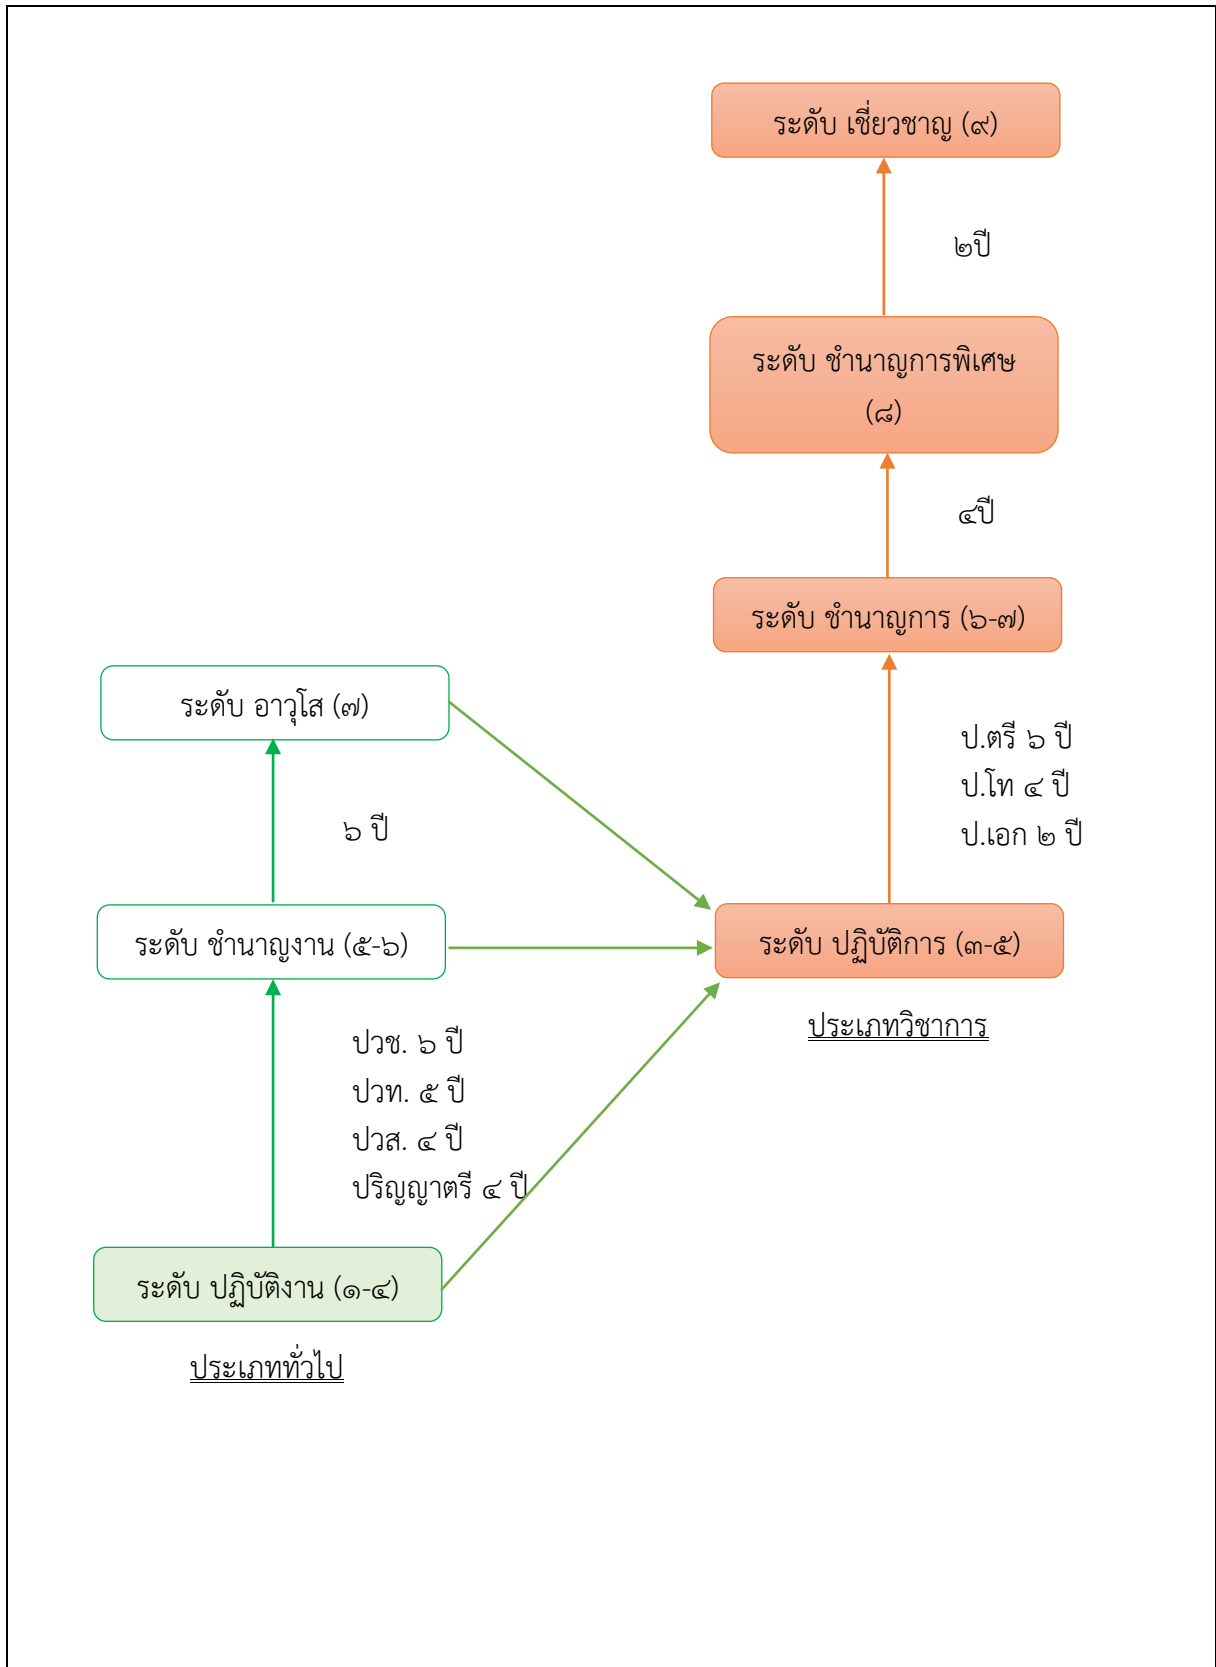 ระดับ เชี่ยวชาญ (๙)
๒ปี
ระดับ ชำนาญการพิเศษ
(๘)
๔ปี
ระดับ ชำนาญการ (๖-๗)
ระดับ อาวุโส (๗)
ป.ตรี ๖ ปี
ป.โท ๔ ปี
ป.เอก ๒ ปี
๖ ปี
ระดับ ชำนาญงาน (๕-๖)
ระดับ ปฏิบัติการ (๓-๕)
ประเภทวิชาการ
ปวช. ๖ ปี
ปวท. ๕ ปี
ปวส. ๔ ปี
ปริญญาตรี ๔ ปี
ระดับ ปฏิบัติงาน (๑-๔)
ประเภททั่วไป